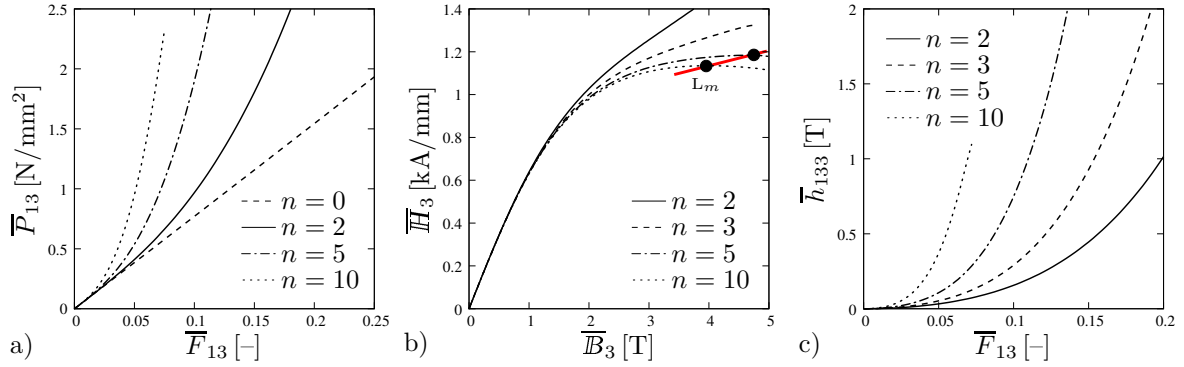 2.5
2
1.5
1
0.5
0
P̅₁₃ [N/mm²]
n = 0
n = 2
n = 5
n = 10
0 0.05 0.1 0.15 0.2 0.25
a) F̅₁₃ [–]
1.4
1.2
1.0
0.8
0.6
0.4
0.2
0
H̅₃ [kA/mm]
Lₘ
n = 2
n = 3
n = 5
n = 10
0 1 2 3 4 5
b) B̅₃ [T]
2
1.5
1
0.5
0
h̅₁₃₃ [T]
n = 2
n = 3
n = 5
n = 10
0 0.05 0.1 0.15 0.2
c) F̅₁₃ [–]